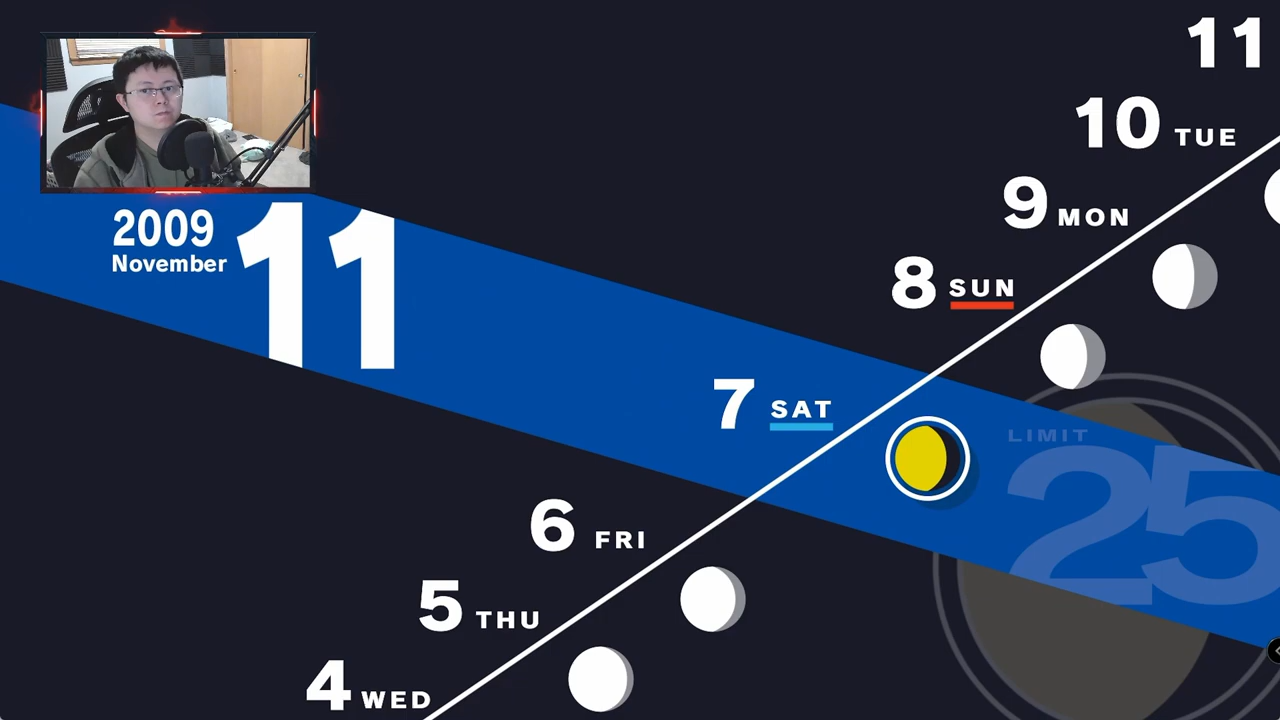 11
10 TUE
9 MON
2009
November
11
8 SUN
7 SAT
LIMIT
25
6 FRI
5 THU
4 WED